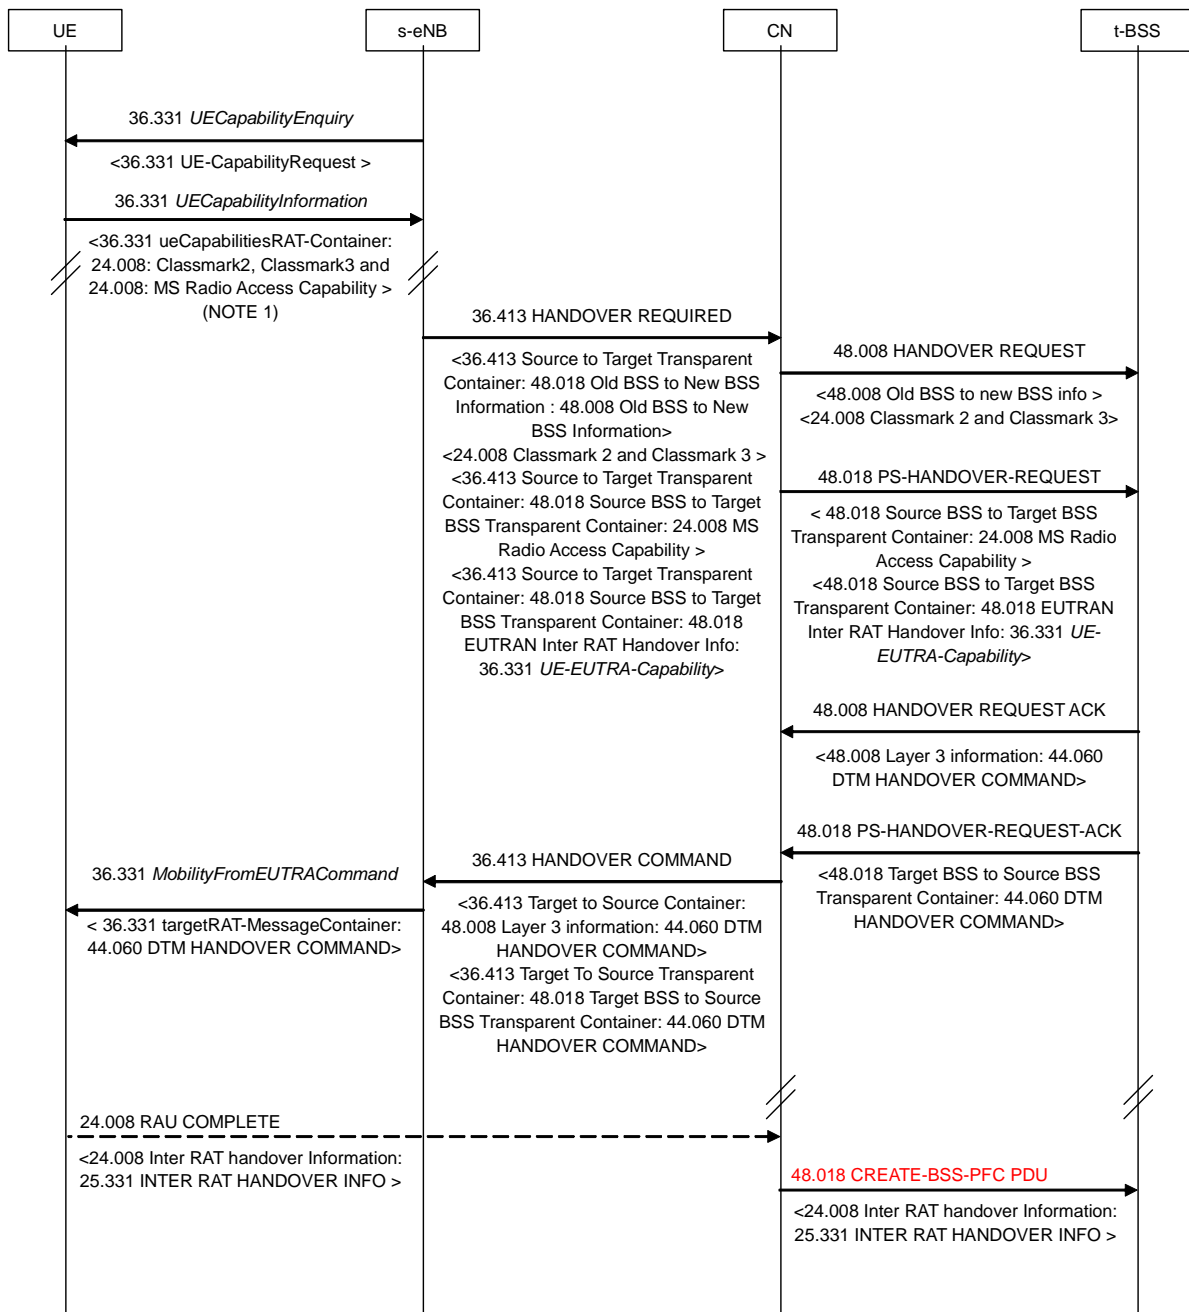 UE
s-eNB
CN
t-BSS
36.331 UECapabilityEnquiry
<36.331 UE-CapabilityRequest >
36.331 UECapabilityInformation
<36.331 ueCapabilitiesRAT-Container:
24.008: Classmark2, Classmark3 and
24.008: MS Radio Access Capability >
(NOTE 1)
36.413 HANDOVER REQUIRED
<36.413 Source to Target Transparent
Container: 48.018 Old BSS to New BSS
Information : 48.008 Old BSS to New
BSS Information>
<24.008 Classmark 2 and Classmark 3 >
<36.413 Source to Target Transparent
Container: 48.018 Source BSS to Target
BSS Transparent Container: 24.008 MS
Radio Access Capability >
<36.413 Source to Target Transparent
Container: 48.018 Source BSS to Target
BSS Transparent Container: 48.018
EUTRAN Inter RAT Handover Info:
36.331 UE-EUTRA-Capability>
48.008 HANDOVER REQUEST
<48.008 Old BSS to new BSS info >
<24.008 Classmark 2 and Classmark 3>
48.018 PS-HANDOVER-REQUEST
< 48.018 Source BSS to Target BSS
Transparent Container: 24.008 MS Radio
Access Capability >
<48.018 Source BSS to Target BSS
Transparent Container: 48.018 EUTRAN
Inter RAT Handover Info: 36.331 UE-
EUTRA-Capability>
48.008 HANDOVER REQUEST ACK
<48.008 Layer 3 information: 44.060
DTM HANDOVER COMMAND>
48.018 PS-HANDOVER-REQUEST-ACK
<48.018 Target BSS to Source BSS
Transparent Container: 44.060 DTM
HANDOVER COMMAND>
36.413 HANDOVER COMMAND
<36.413 Target to Source Container:
48.008 Layer 3 information: 44.060 DTM
HANDOVER COMMAND>
<36.413 Target To Source Transparent
Container: 48.018 Target BSS to Source
BSS Transparent Container: 44.060 DTM
HANDOVER COMMAND>
36.331 MobilityFromEUTRACommand
< 36.331 targetRAT-MessageContainer:
44.060 DTM HANDOVER COMMAND>
24.008 RAU COMPLETE
<24.008 Inter RAT handover Information:
25.331 INTER RAT HANDOVER INFO >
48.018 CREATE-BSS-PFC PDU
<24.008 Inter RAT handover Information:
25.331 INTER RAT HANDOVER INFO >